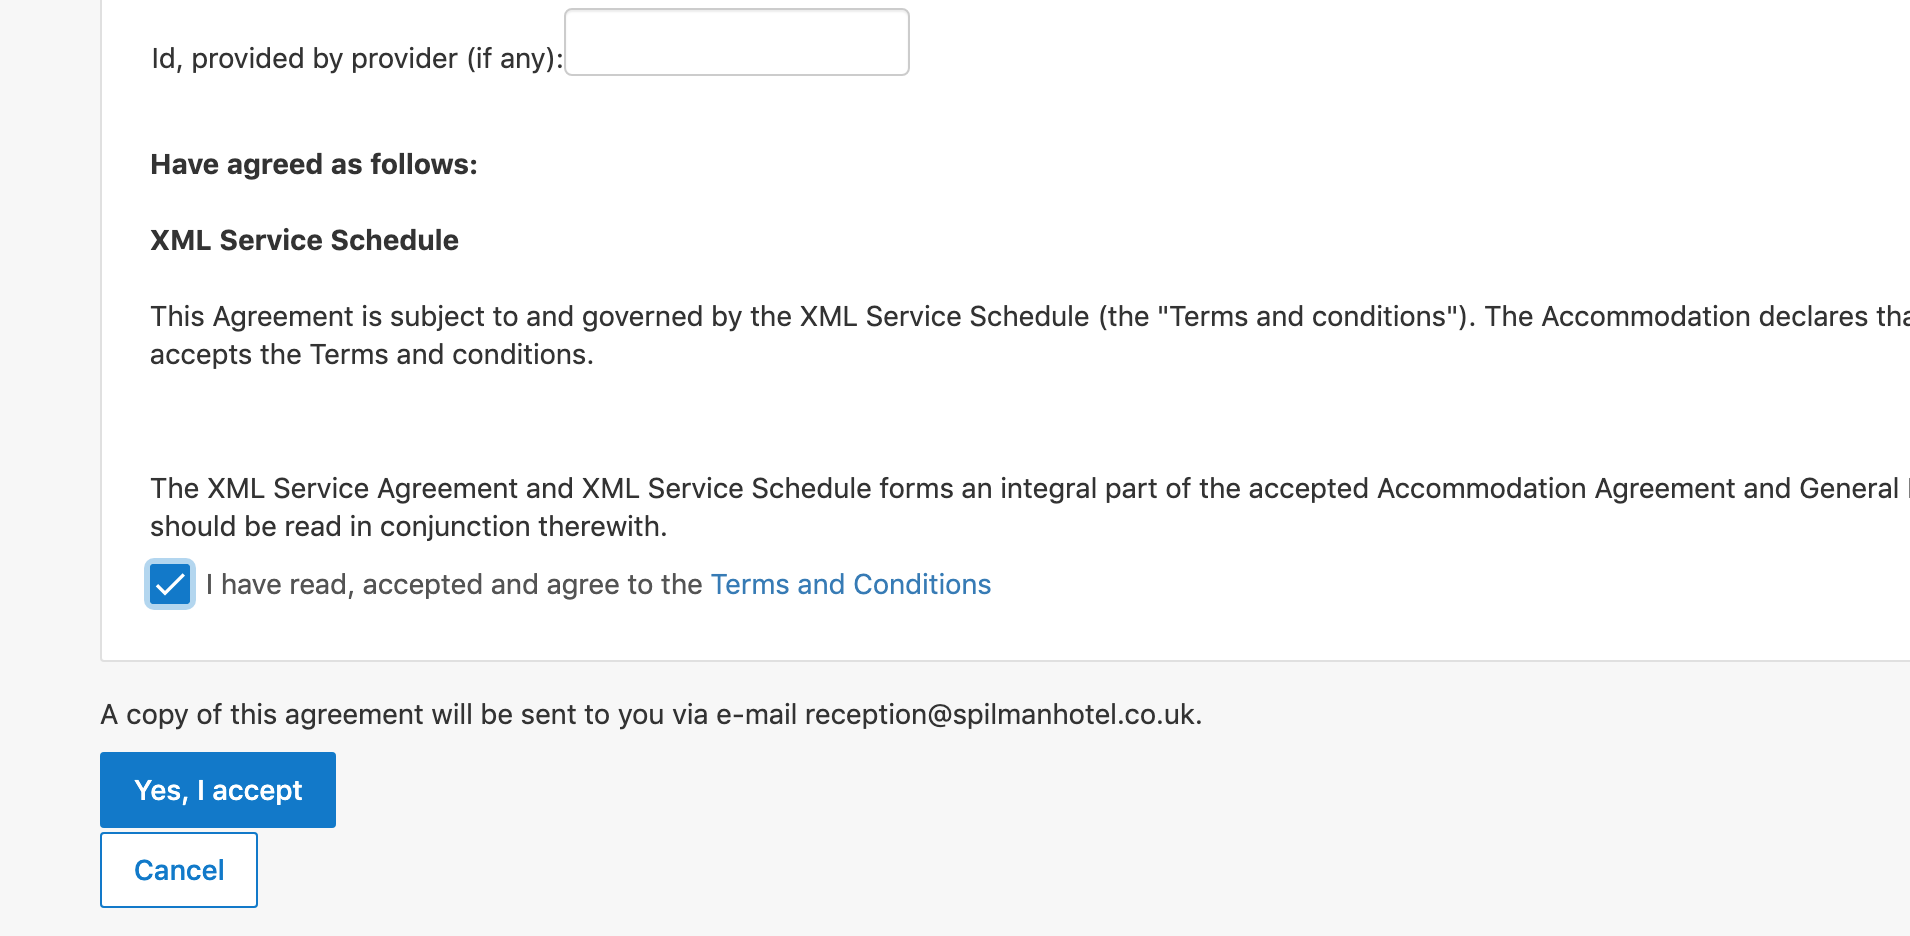 Id, provided by provider (if any):
Have agreed as follows:
XML Service Schedule
This Agreement is subject to and governed by the XML Service Schedule (the "Terms and conditions"). The Accommodation declares
accepts the Terms and conditions.
The XML Service Agreement and XML Service Schedule forms an integral part of the accepted Accommodation Agreement and General
should be read in conjunction therewith.
I have read, accepted and agree to the Terms and Conditions
A copy of this agreement will be sent to you via e-mail reception@spilmanhotel.co.uk.
Yes, I accept
Cancel